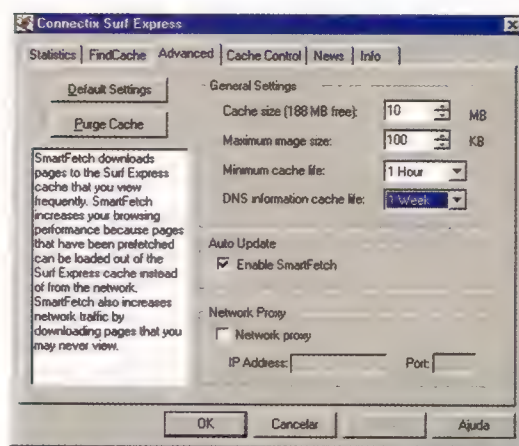 Connectix Surf Express
Statistics FindCache Advanced Cache Control News Info
Default Settings
Purge Cache
SmartFetch downloads
pages to the Surf Express
cache that you view
frequently. SmartFetch
increases your browsing
performance because pages
that have been prefetched
can be loaded out of the
Surf Express cache instead
of from the network.
SmartFetch also increases
network traffic by
downloading pages that you
may never view.
General Settings
Cache size (188 MB free): 10 MB
Maximum image size: 100 KB
Minimum cache life: 1 Hour
DNS information cache life: 1 Week
Auto Update
Enable SmartFetch
Network Proxy
Network proxy
IP Address: Port:
OK Cancelar Ajuda